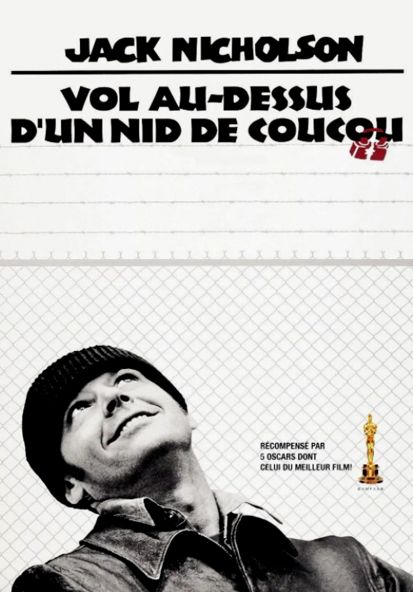 JACK NICHOLSON
VOL AU-DESSUS
D'UN NID DE COUCOU
RÉCOMPENSÉ PAR
5 OSCARS DONT
CELUI DU MEILLEUR FILM!